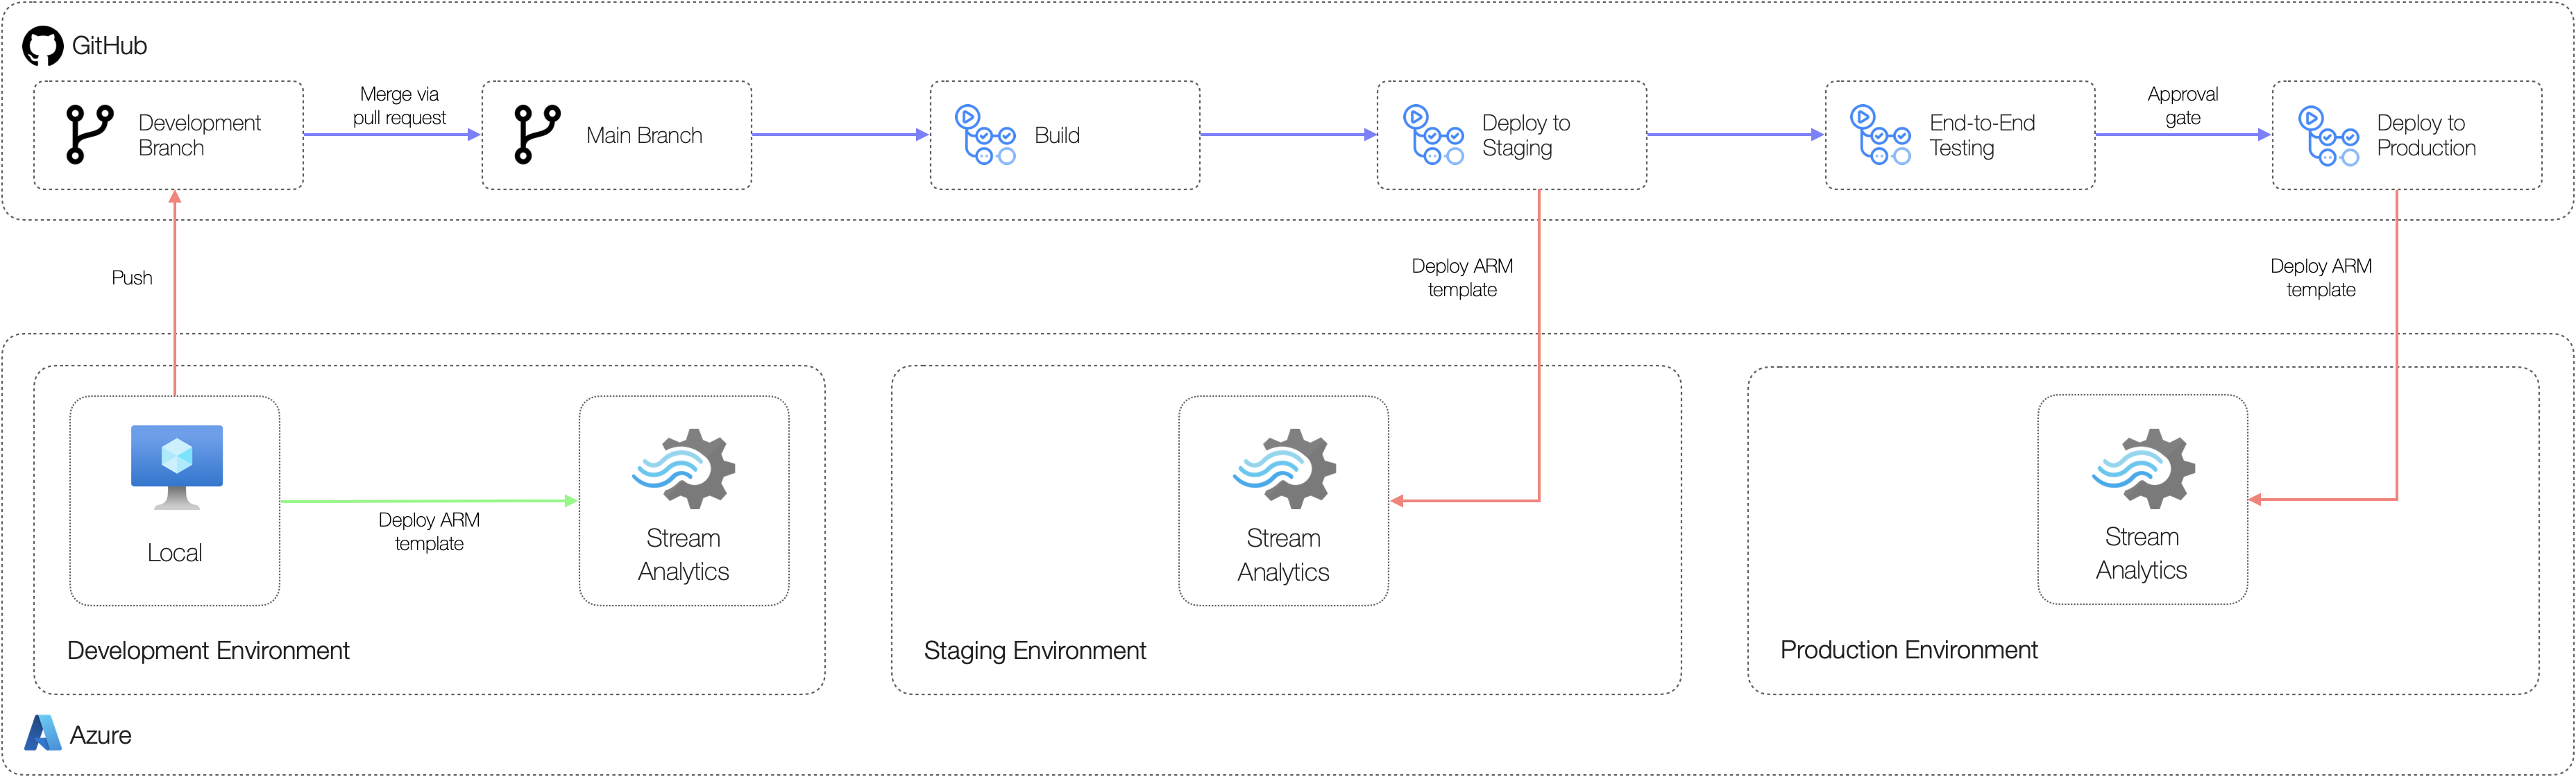 GitHub
Development
Branch
Merge via
pull request
Main Branch
Build
Deploy to
Staging
End-to-End
Testing
Approval
gate
Deploy to
Production
Push
Deploy ARM
template
Deploy ARM
template
Local
Deploy ARM
template
Stream
Analytics
Development Environment
Stream
Analytics
Staging Environment
Stream
Analytics
Production Environment
Azure